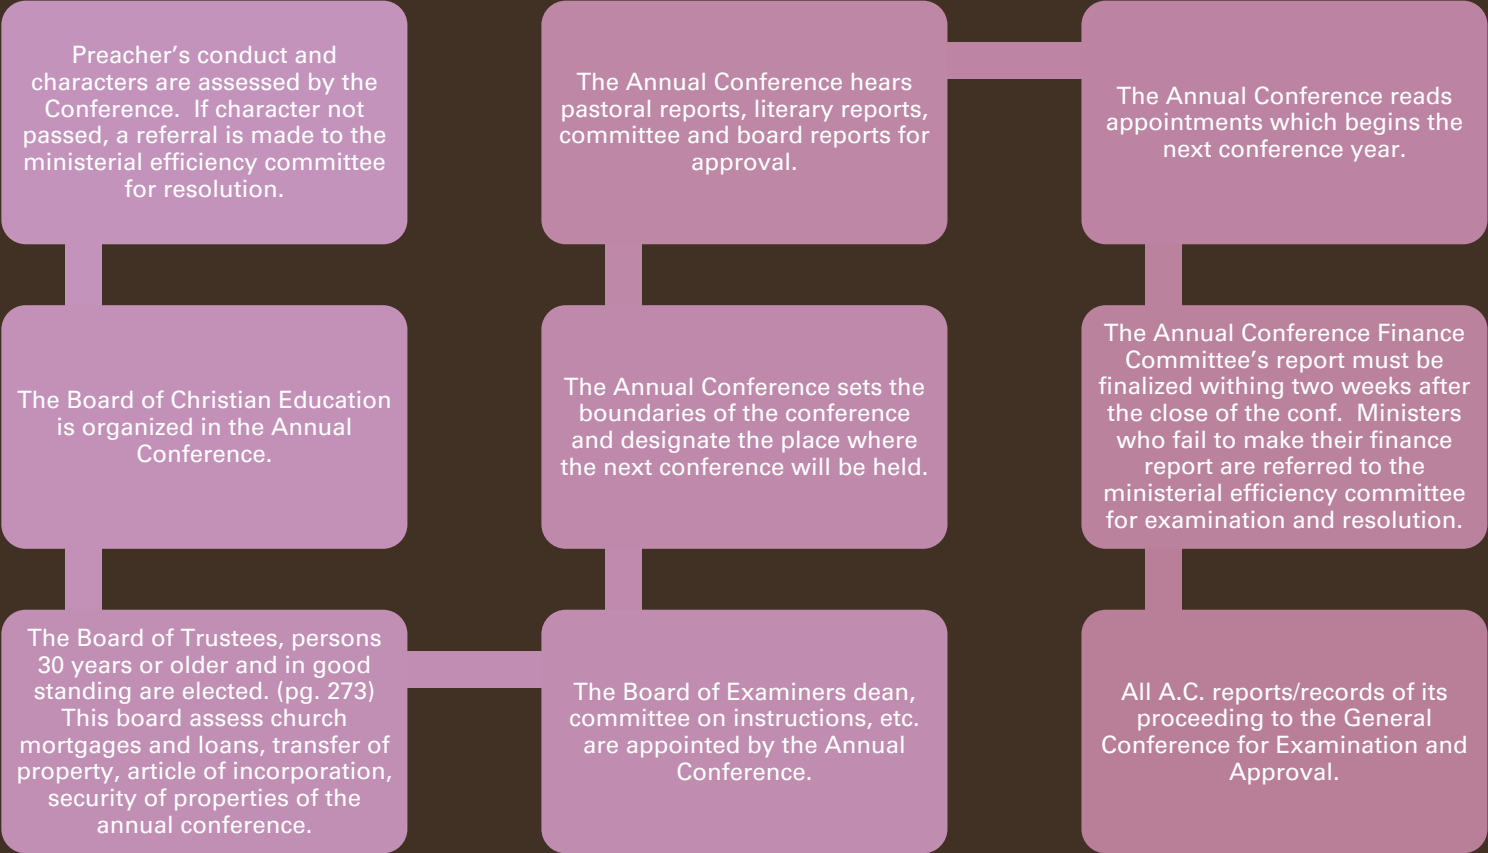 Preacher’s conduct and
characters are assessed by the
Conference.  If character not
passed, a referral is made to the
ministerial efficiency committee
for resolution.
The Board of Christian Education
is organized in the Annual
Conference.
The Board of Trustees, persons
30 years or older and in good
standing are elected. (pg. 273)
This board assess church
mortgages and loans, transfer of
property, article of incorporation,
security of properties of the
annual conference.
The Board of Examiners dean,
committee on instructions, etc.
are appointed by the Annual
Conference.
The Annual Conference sets the
boundaries of the conference
and designate the place where
the next conference will be held.
The Annual Conference hears
pastoral reports, literary reports,
committee and board reports for
approval.
The Annual Conference reads
appointments which begins the
next conference year.
The Annual Conference Finance
Committee’s report must be
finalized withing two weeks after
the close of the conf.  Ministers
who fail to make their finance
report are referred to the
ministerial efficiency committee
for examination and resolution.
All A.C. reports/records of its
proceeding to the General
Conference for Examination and
Approval.